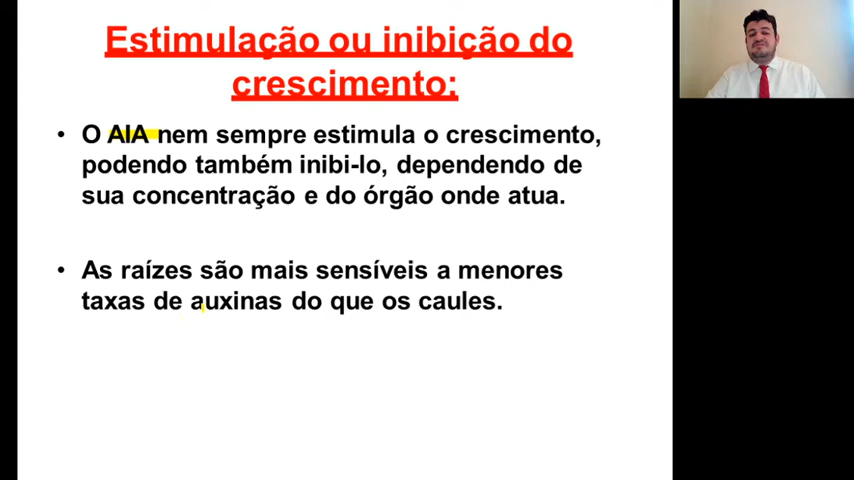 Estimulação ou inibição do
crescimento:
• O AIA nem sempre estimula o crescimento,
podendo também inibi-lo, dependendo de
sua concentração e do órgão onde atua.
• As raízes são mais sensíveis a menores
taxas de auxinas do que os caules.